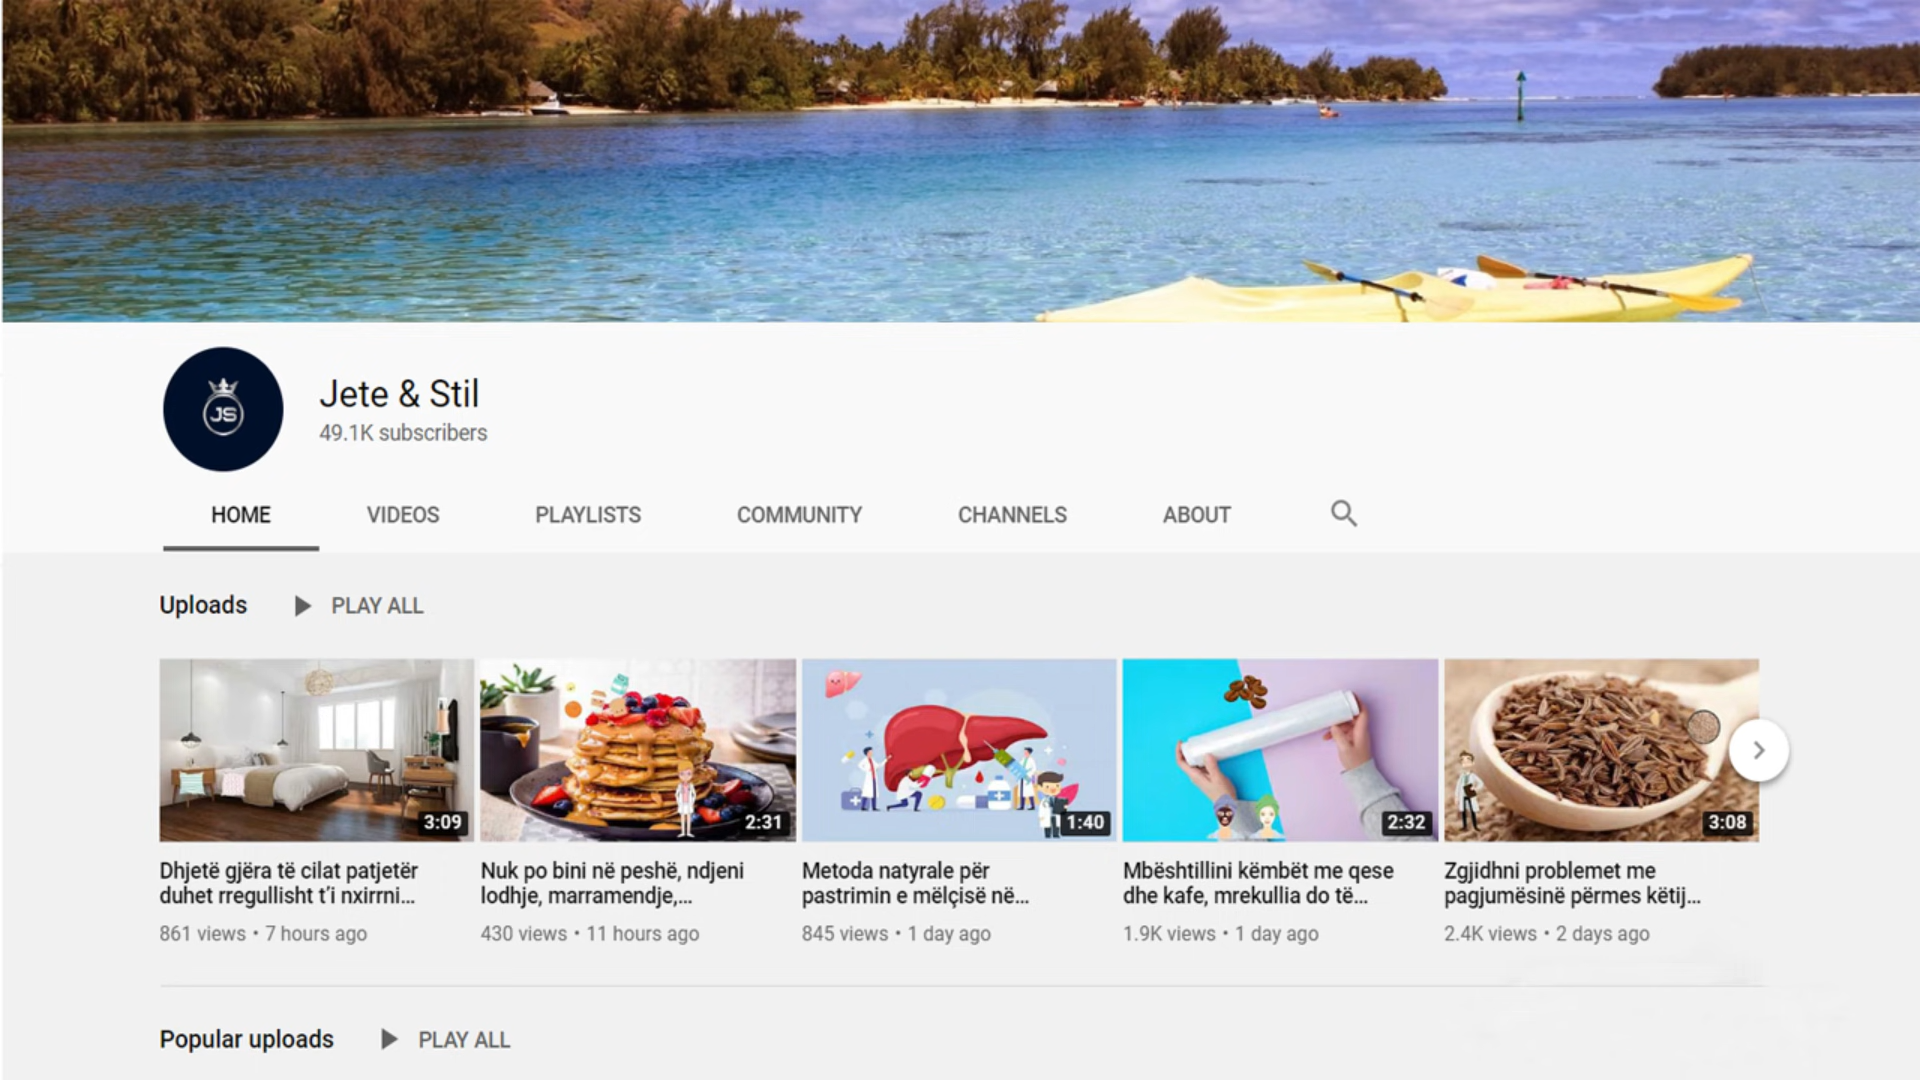 JS
Jete & Stil
49.1K subscribers
HOME VIDEOS PLAYLISTS COMMUNITY CHANNELS ABOUT
Uploads PLAY ALL
3:09 2:31 1:40 2:32 3:08
Dhjetë gjëra të cilat patjetër
duhet rregullisht t'i nxirrni...
861 views • 7 hours ago
Nuk po bini në peshë, ndjeni
lodhje, marramendje,...
430 views • 11 hours ago
Metoda natyrale për
pastrimin e mëlçisë në...
845 views • 1 day ago
Mbështillini këmbët me qese
dhe kafe, mrekullia do të...
1.9K views • 1 day ago
Zgjidhni problemet me
pagjumësinë përmes këtij...
2.4K views • 2 days ago
Popular uploads PLAY ALL